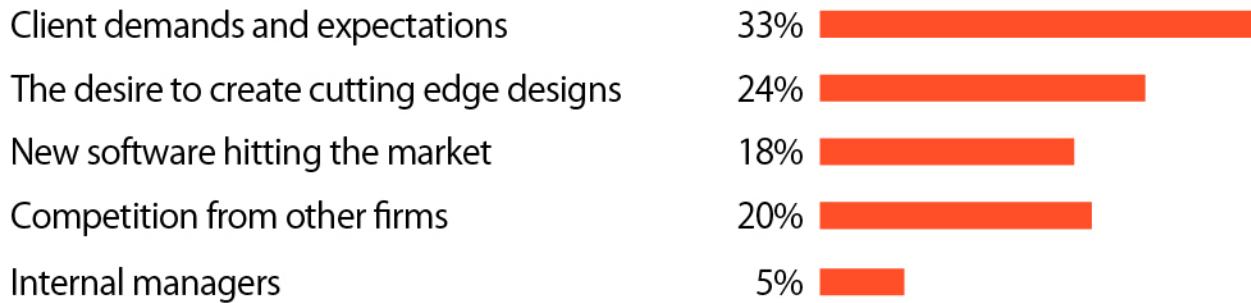 Client demands and expectations 33%
The desire to create cutting edge designs 24%
New software hitting the market 18%
Competition from other firms 20%
Internal managers 5%